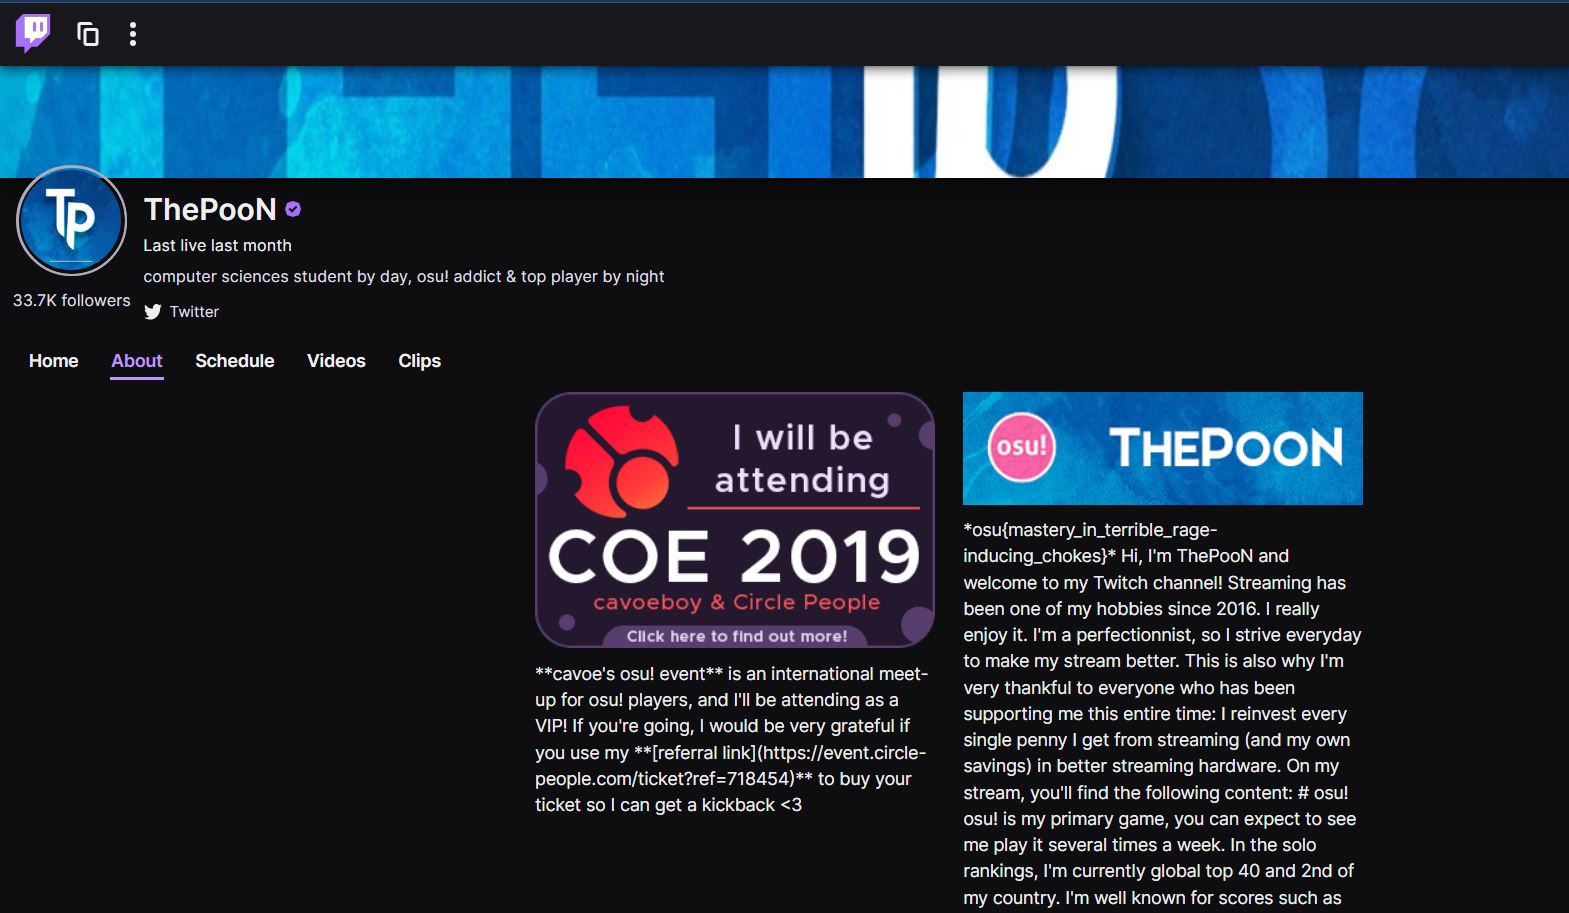 TP
ThePooN
Last live last month
computer sciences student by day, osu! addict & top player by night
33.7K followers
Twitter
Home
About
Schedule
Videos
Clips
I will be
attending
COE 2019
cavoeboy & Circle People
Click here to find out more!
**cavoe's osu! event** is an international meet-
up for osu! players, and I'll be attending as a
VIP! If you're going, I would be very grateful if
you use my **[referral link](https://event.circle-
people.com/ticket?ref=718454)** to buy your
ticket so I can get a kickback <3
osu!
THEPOON
*osu{mastery_in_terrible_rage-
inducing_chokes}* Hi, I'm ThePooN and
welcome to my Twitch channel! Streaming has
been one of my hobbies since 2016. I really
enjoy it. I'm a perfectionnist, so I strive everyday
to make my stream better. This is also why I'm
very thankful to everyone who has been
supporting me this entire time: I reinvest every
single penny I get from streaming (and my own
savings) in better streaming hardware. On my
stream, you'll find the following content: # osu!
osu! is my primary game, you can expect to see
me play it several times a week. In the solo
rankings, I'm currently global top 40 and 2nd of
my country. I'm well known for scores such as